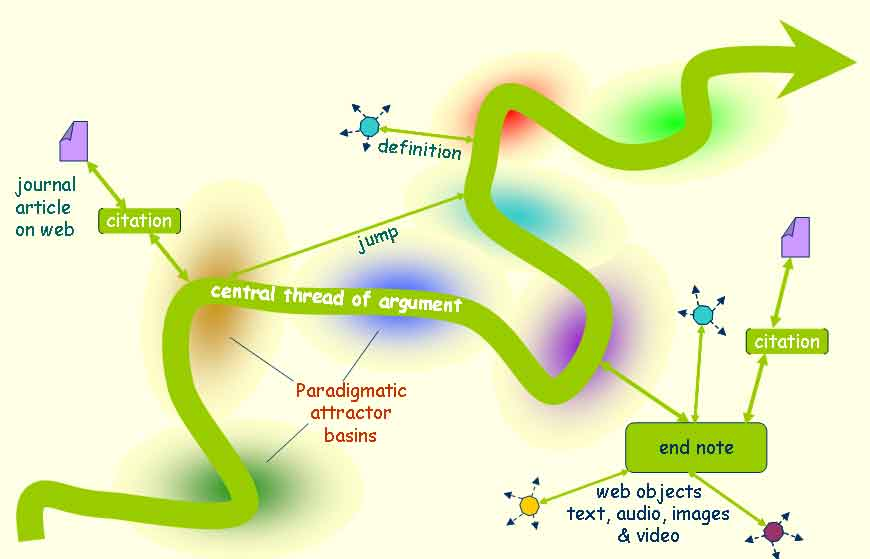 definition
journal
article
on web
citation
jump
central thread of argument
citation
Paradigmatic
attractor
basins
end note
web objects
text, audio, images
& video